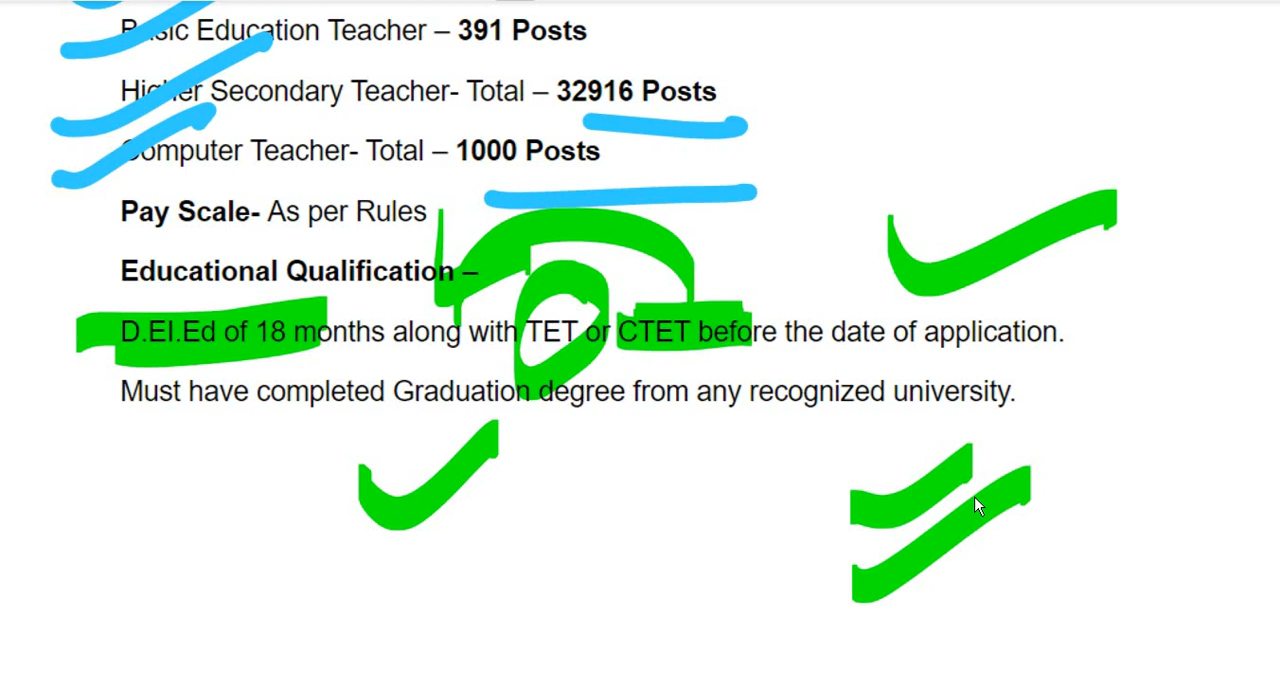 Basic Education Teacher – 391 Posts
Higher Secondary Teacher- Total – 32916 Posts
Computer Teacher- Total – 1000 Posts
Pay Scale- As per Rules
Educational Qualification –
D.El.Ed of 18 months along with TET or CTET before the date of application.
Must have completed Graduation degree from any recognized university.